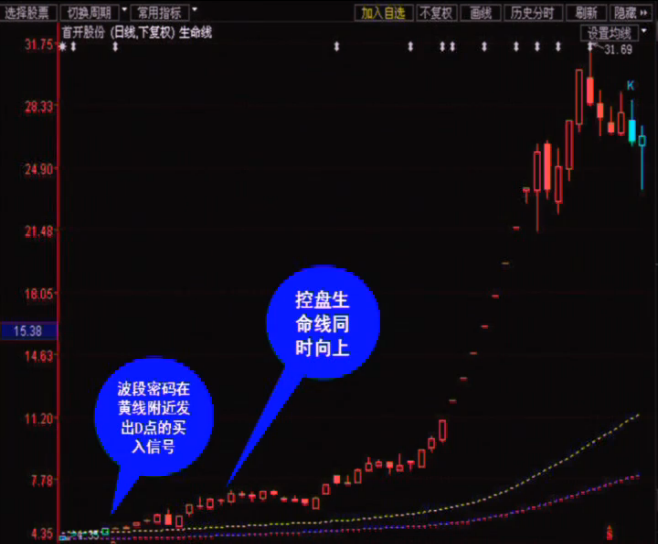 选择股票 切换周期 常用指标 加入自选 不复权 画线 历史分时 刷新 隐藏
首开股份 (日线,下复权) 生命线 设置均线
31.75
31.69
K
28.33
24.90
21.48
18.05
15.38
14.63
11.20
7.78
4.35
控盘生
命线同
时向上
波段密码在
黄线附近发
出D点的买
入信号
4.35
S